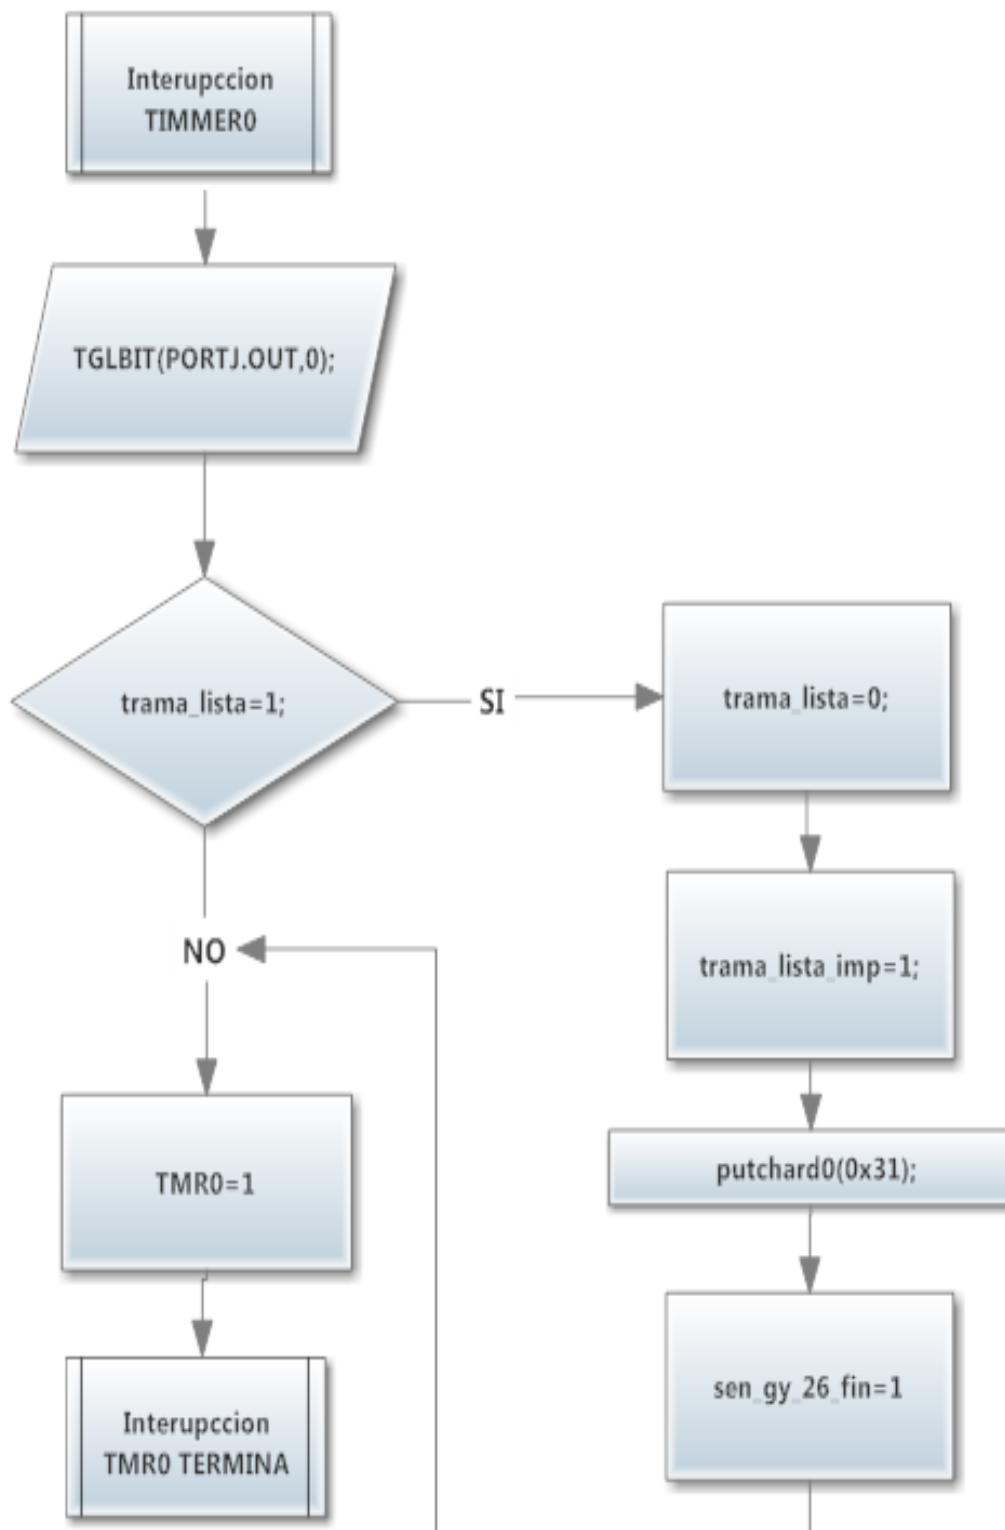 Interupccion
TIMMER0
TGLBIT(PORTJ.OUT,0);
trama_lista=1;
SI
trama_lista=0;
NO
trama_lista_imp=1;
putchard0(0x31);
TMR0=1
sen_gy_26_fin=1
Interupccion
TMR0 TERMINA